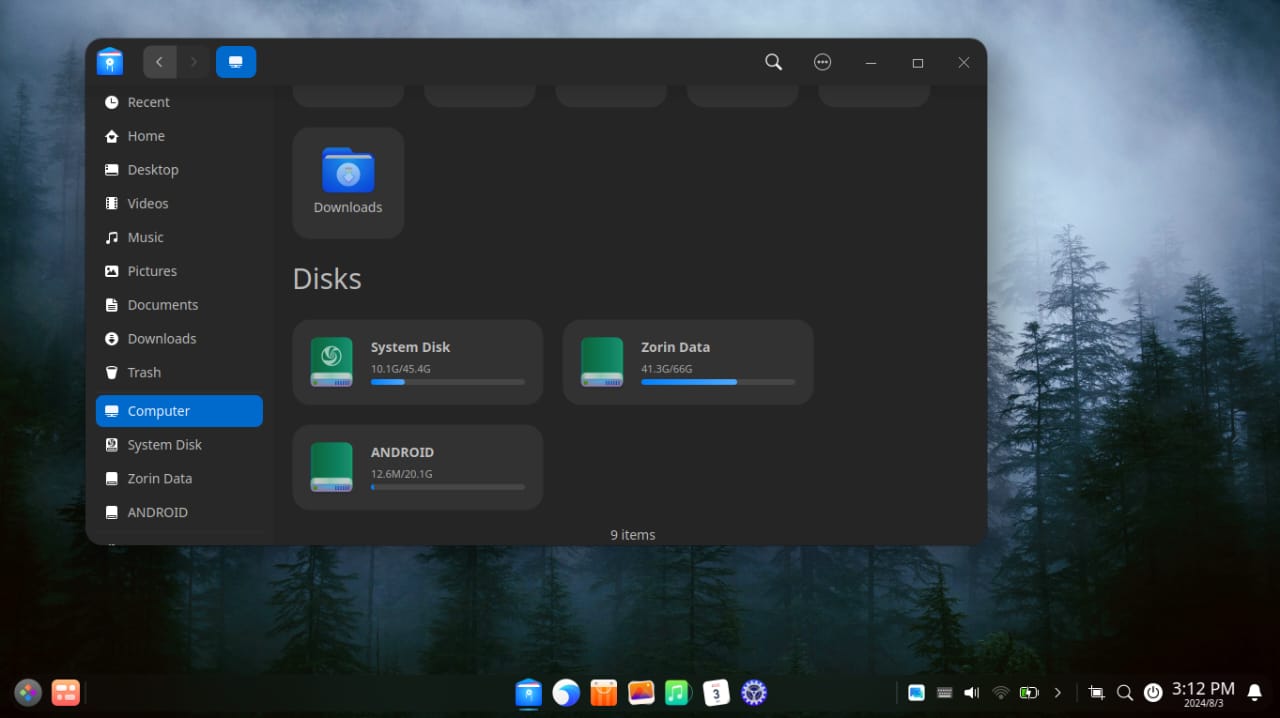 Recent
Home
Desktop
Videos
Music
Pictures
Documents
Downloads
Trash
Computer
System Disk
Zorin Data
ANDROID
Downloads
Disks
System Disk
10.1G/45.4G
Zorin Data
41.3G/66G
ANDROID
12.6M/20.1G
9 items
3
3:12 PM
2024/8/3